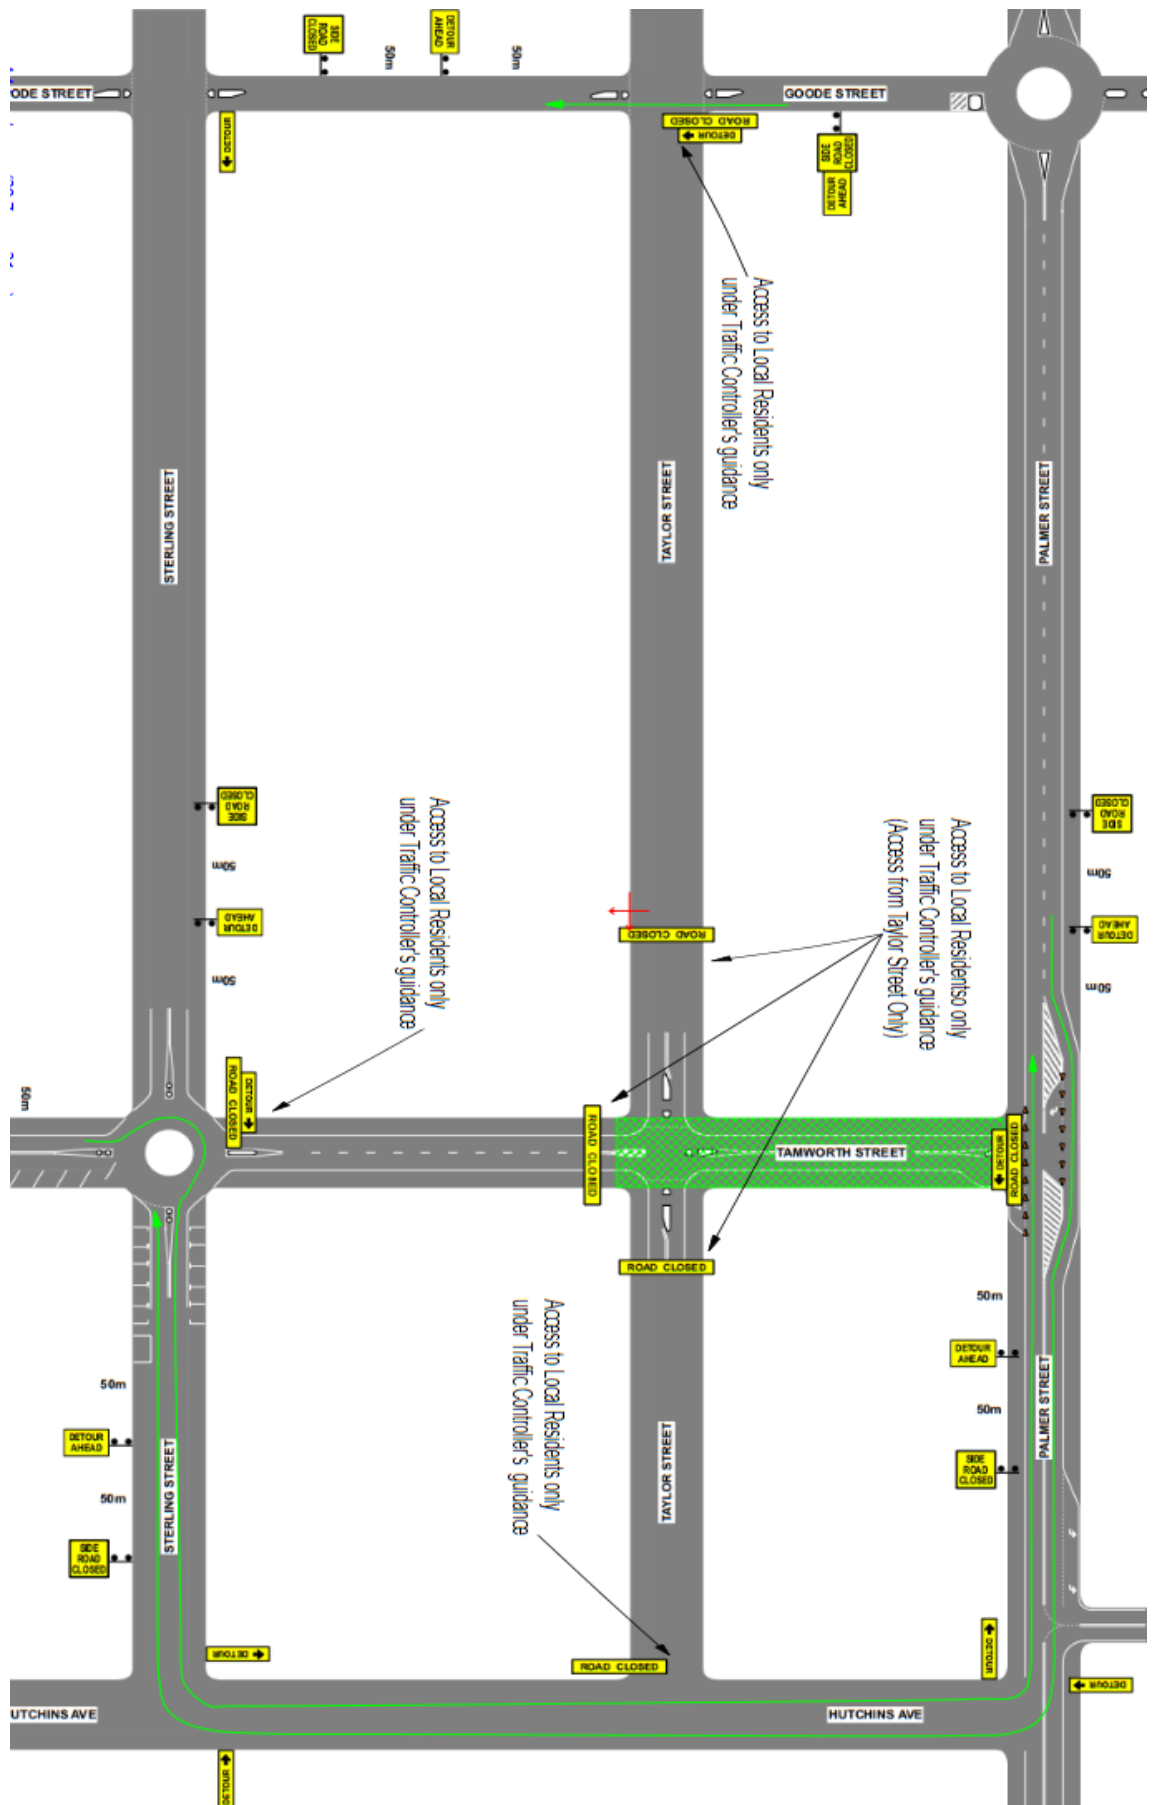 SIDE
ROAD
CLOSED
50m
DETOUR
AHEAD
50m
ODE STREET
GOODE STREET
DETOUR
ROAD CLOSED
DETOUR
SIDE
ROAD
CLOSED
DETOUR
AHEAD
Access to Local Residents only
under Traffic Controller's guidance
STERLING STREET
TAYLOR STREET
PALMER STREET
SIDE
ROAD
CLOSED
50m
DETOUR
AHEAD
50m
Access to Local Residents only
under Traffic Controller's guidance
Access to Local Residentso only
under Traffic Controller's guidance
(Access from Taylor Street Only)
ROAD CLOSED
SIDE
ROAD
CLOSED
50m
DETOUR
AHEAD
50m
50m
DETOUR
ROAD CLOSED
ROAD CLOSED
TAMWORTH STREET
DETOUR
ROAD CLOSED
ROAD CLOSED
50m
DETOUR
AHEAD
50m
SIDE
ROAD
CLOSED
PALMER STREET
Access to Local Residents only
under Traffic Controller's guidance
TAYLOR STREET
50m
DETOUR
AHEAD
50m
SIDE
ROAD
CLOSED
STERLING STREET
DETOUR
ROAD CLOSED
DETOUR
DETOUR
UTCHINS AVE
HUTCHINS AVE
DETOUR